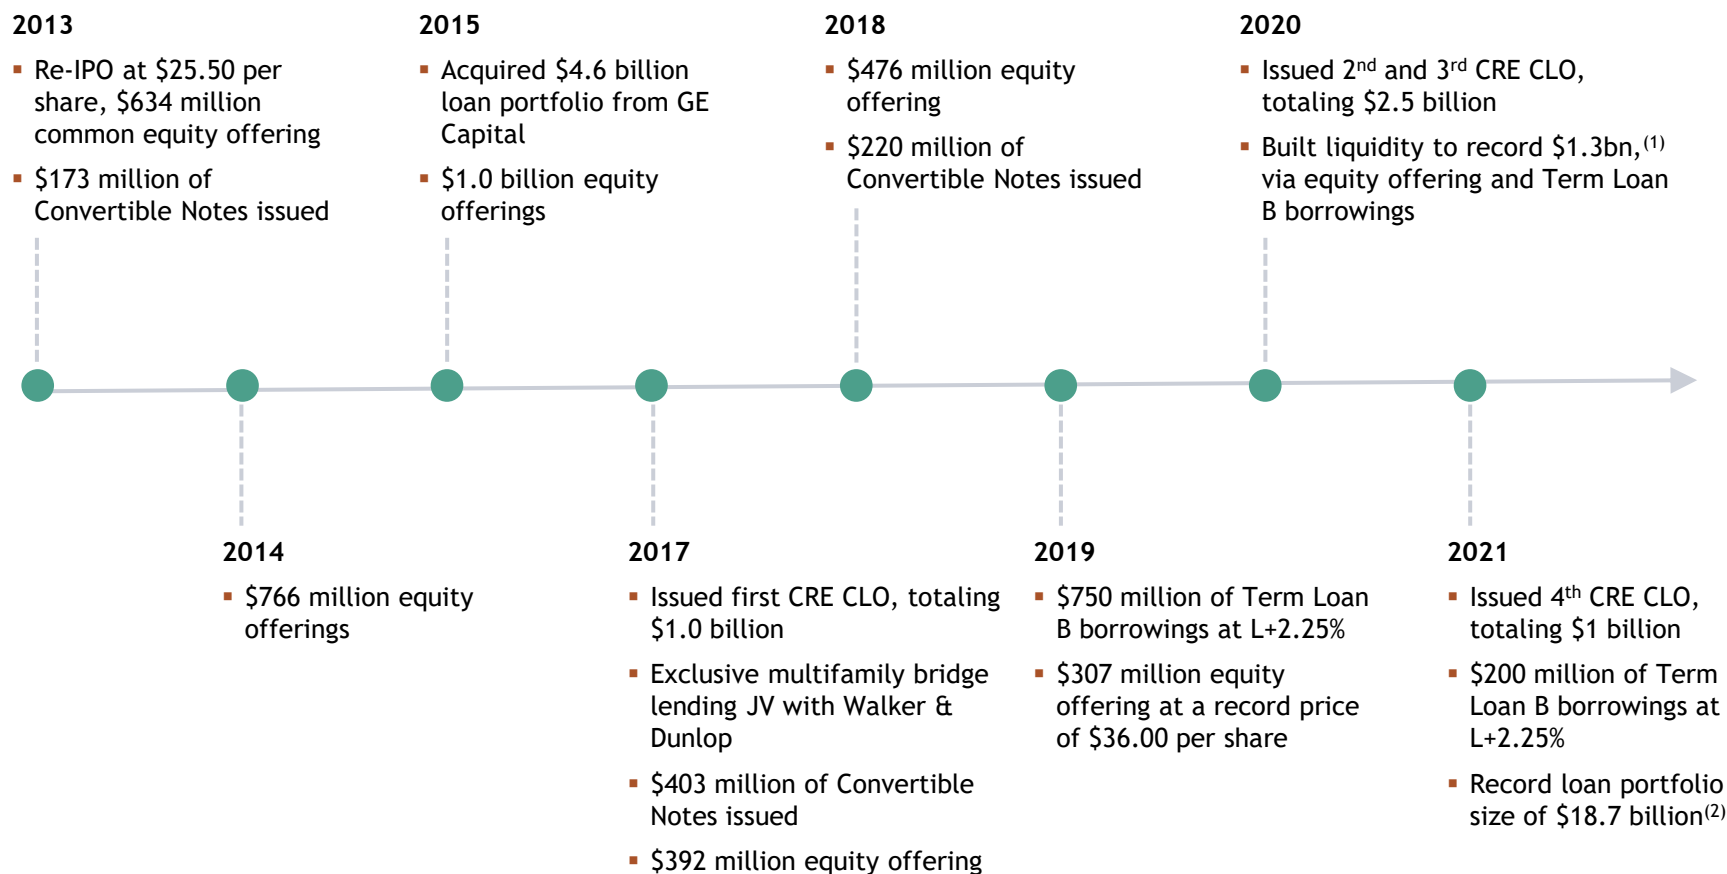 2013
▪ Re-IPO at $25.50 per
share, $634 million
common equity offering
▪ $173 million of
Convertible Notes issued
2015
▪ Acquired $4.6 billion
loan portfolio from GE
Capital
▪ $1.0 billion equity
offerings
2018
▪ $476 million equity
offering
▪ $220 million of
Convertible Notes issued
2020
▪ Issued 2nd and 3rd CRE CLO,
totaling $2.5 billion
▪ Built liquidity to record $1.3bn,(1)
via equity offering and Term Loan
B borrowings
2014
▪ $766 million equity
offerings
2017
▪ Issued first CRE CLO, totaling
$1.0 billion
▪ Exclusive multifamily bridge
lending JV with Walker &
Dunlop
▪ $403 million of Convertible
Notes issued
▪ $392 million equity offering
2019
▪ $750 million of Term Loan
B borrowings at L+2.25%
▪ $307 million equity
offering at a record price
of $36.00 per share
2021
▪ Issued 4th CRE CLO,
totaling $1 billion
▪ $200 million of Term
Loan B borrowings at
L+2.25%
▪ Record loan portfolio
size of $18.7 billion(2)